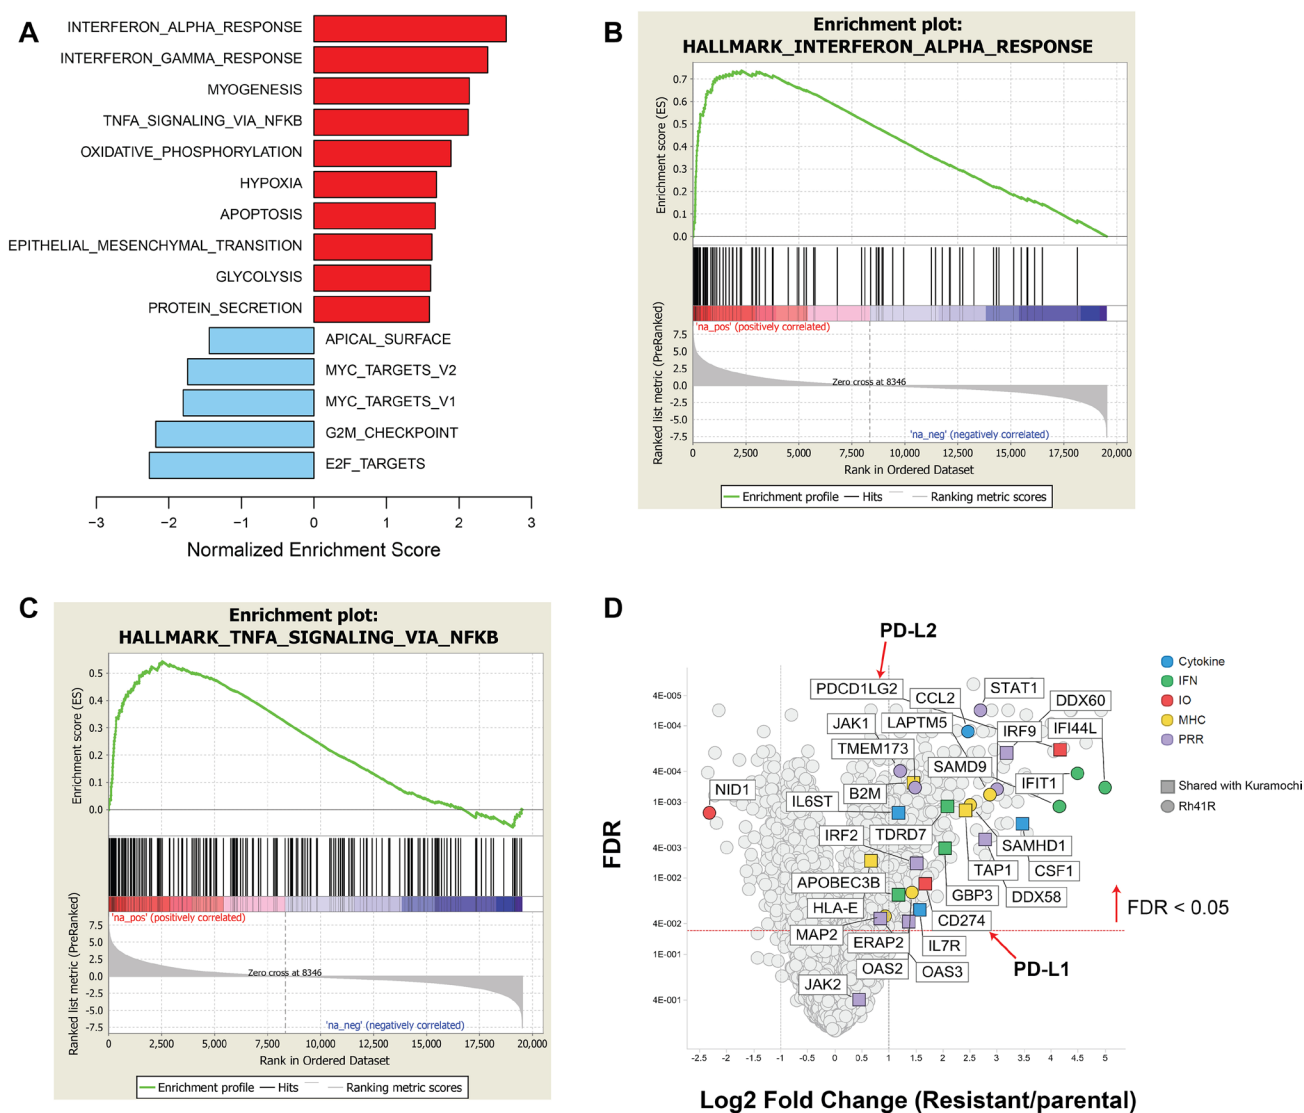 A
INTERFERON_ALPHA_RESPONSE
INTERFERON_GAMMA_RESPONSE
MYOGENESIS
TNFA_SIGNALING_VIA_NFKB
OXIDATIVE_PHOSPHORYLATION
HYPOXIA
APOPTOSIS
EPITHELIAL_MESENCHYMAL_TRANSITION
GLYCOLYSIS
PROTEIN_SECRETION
APICAL_SURFACE
MYC_TARGETS_V2
MYC_TARGETS_V1
G2M_CHECKPOINT
E2F_TARGETS
−3 −2 −1 0 1 2 3
Normalized Enrichment Score
B
Enrichment plot:
HALLMARK_INTERFERON_ALPHA_RESPONSE
Enrichment score (ES)
0.7
0.6
0.5
0.4
0.3
0.2
0.1
0.0
'na_pos' (positively correlated)
Ranked list metric (PreRanked)
7.5
5.0
2.5
0.0
-2.5
-5.0
-7.5
Zero cross at 8346
'na_neg' (negatively correlated)
0 2,500 5,000 7,500 10,000 12,500 15,000 17,500 20,000
Rank in Ordered Dataset
Enrichment profile Hits Ranking metric scores
C
Enrichment plot:
HALLMARK_TNFA_SIGNALING_VIA_NFKB
Enrichment score (ES)
0.5
0.4
0.3
0.2
0.1
0.0
'na_pos' (positively correlated)
Ranked list metric (PreRanked)
7.5
5.0
2.5
0.0
-2.5
-5.0
-7.5
Zero cross at 8346
'na_neg' (negatively correlated)
0 2,500 5,000 7,500 10,000 12,500 15,000 17,500 20,000
Rank in Ordered Dataset
Enrichment profile Hits Ranking metric scores
D
PD-L2
PDCD1LG2
CCL2
STAT1
DDX60
JAK1
LAPTM5
IRF9
IFI44L
TMEM173
SAMD9
IFIT1
NID1
B2M
IL6ST
IRF2
TDRD7
SAMHD1
TAP1
CSF1
APOBEC3B
GBP3
DDX58
HLA-E
CD274
MAP2
ERAP2
IL7R
OAS2
OAS3
JAK2
PD-L1
FDR < 0.05
Cytokine
IFN
IO
MHC
PRR
Shared with Kuramochi
Rh41R
FDR
4E-005
1E-004
4E-004
1E-003
4E-003
1E-002
4E-002
1E-001
4E-001
-2.5 -2 -1.5 -1 -0.5 0 0.5 1 1.5 2 2.5 3 3.5 4 4.5 5
Log2 Fold Change (Resistant/parental)